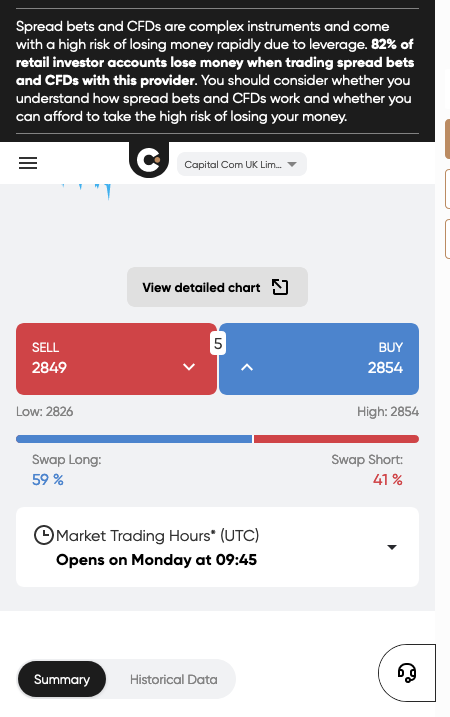 Spread bets and CFDs are complex instruments and come
with a high risk of losing money rapidly due to leverage. 82% of
retail investor accounts lose money when trading spread bets
and CFDs with this provider. You should consider whether you
understand how spread bets and CFDs work and whether you
can afford to take the high risk of losing your money.
Capital Com UK Lim...
View detailed chart
SELL
2849
5
BUY
2854
Low: 2826
High: 2854
Swap Long:
59 %
Swap Short:
41 %
Market Trading Hours* (UTC)
Opens on Monday at 09:45
Summary
Historical Data